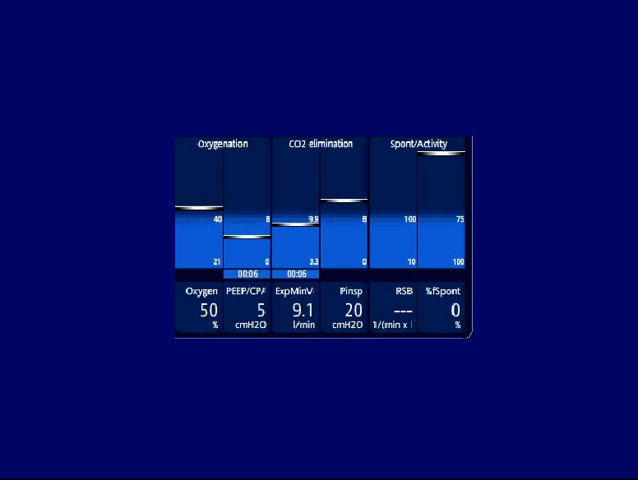 Oxygenation CO2 elimination Spont/Activity
40 8 9.9 8 100 75
21 0 3.3 0 10 100
00:06 00:06
Oxygen PEEP/CPA ExpMinV Pinsp RSB %fSpont
50 5 9.1 20 --- 0
% cmH2O l/min cmH2O 1/(min x l %